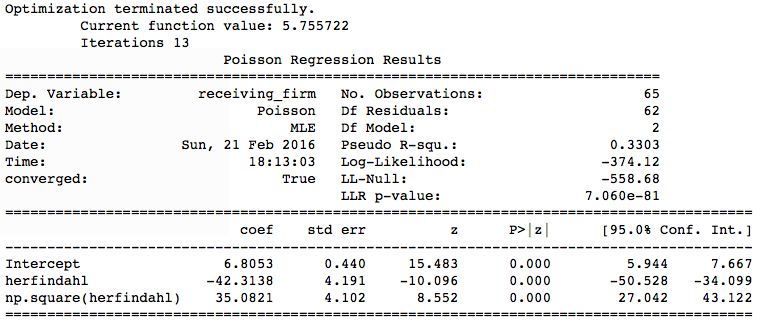 Optimization terminated successfully.
         Current function value: 5.755722
         Iterations 13
                          Poisson Regression Results
==============================================================================
Dep. Variable:         receiving_firm   No. Observations:                   65
Model:                        Poisson   Df Residuals:                       62
Method:                           MLE   Df Model:                            2
Date:                Sun, 21 Feb 2016   Pseudo R-squ.:                  0.3303
Time:                        18:13:03   Log-Likelihood:                -374.12
converged:                       True   LL-Null:                       -558.68
                                        LLR p-value:                 7.060e-81
=========================================================================================
                            coef    std err          z      P>|z|      [95.0% Conf. Int.]
-----------------------------------------------------------------------------------------
Intercept                 6.8053      0.440     15.483      0.000         5.944     7.667
herfindahl              -42.3138      4.191    -10.096      0.000       -50.528   -34.099
np.square(herfindahl)    35.0821      4.102      8.552      0.000        27.042    43.122
=========================================================================================